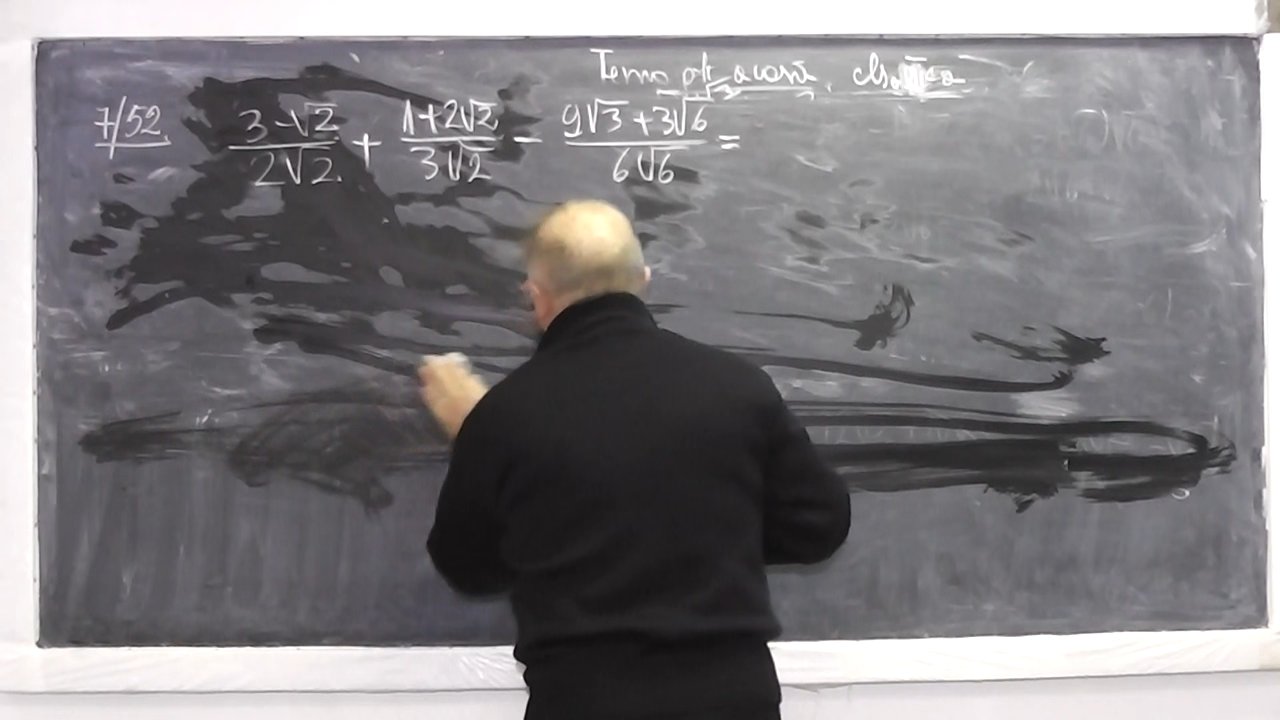 Tema pt. acasă,
7/52. (3-√2)/(2√2) + (1+2√2)/(3√2) - (9√3+3√6)/(6√6) =